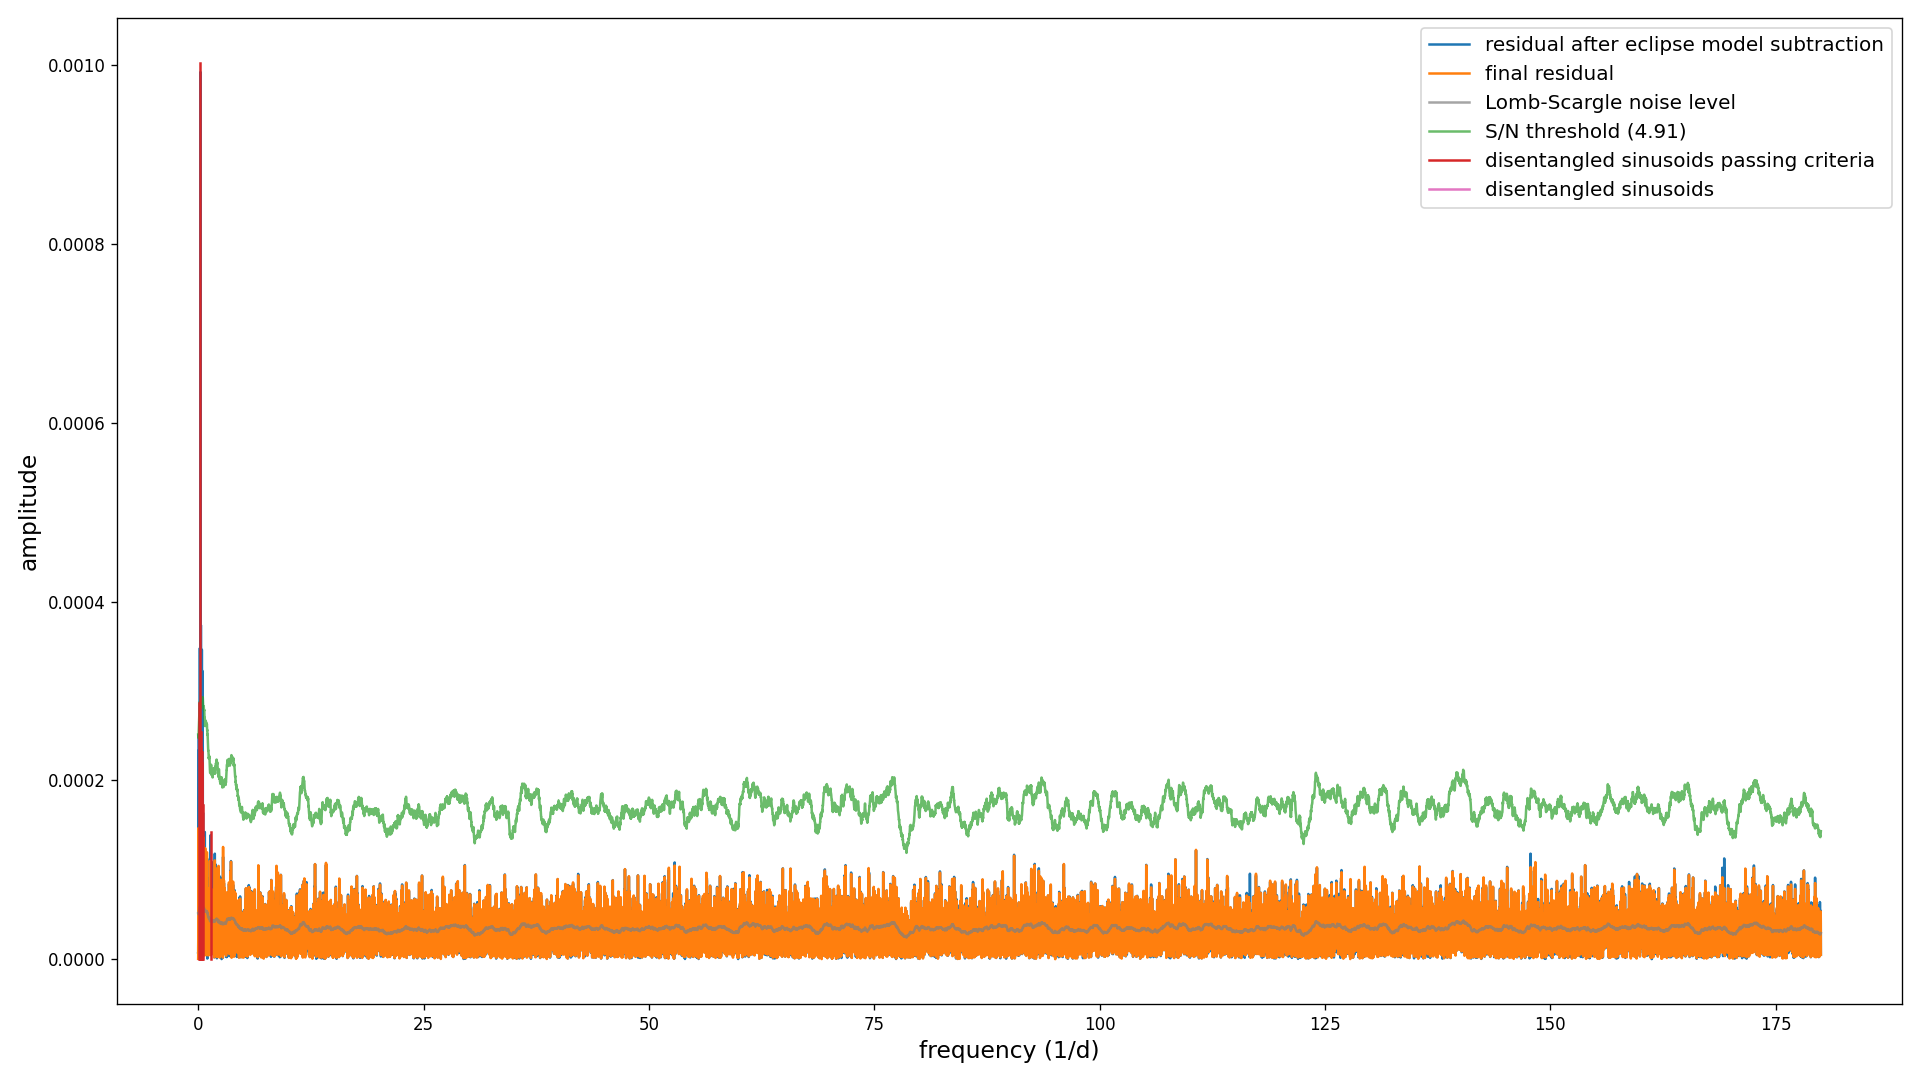 residual after eclipse model subtraction
final residual
Lomb-Scargle noise level
S/N threshold (4.91)
disentangled sinusoids passing criteria
disentangled sinusoids
amplitude
0.0010
0.0008
0.0006
0.0004
0.0002
0.0000
0 25 50 75 100 125 150 175
frequency (1/d)